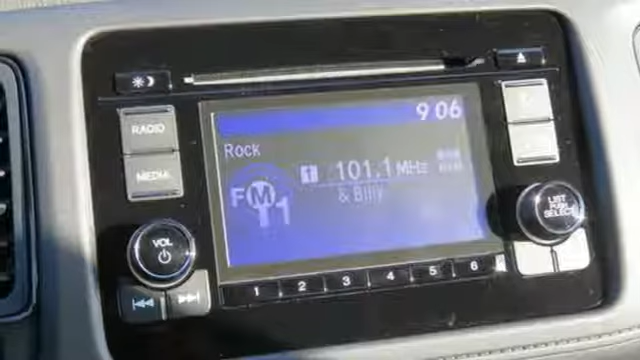 9 06
RADIO
Rock
1 101.1 MHz
MEDIA
FM1
& Billy
LIST
PUSH
SELECT
VOL
1 2 3 4 5 6